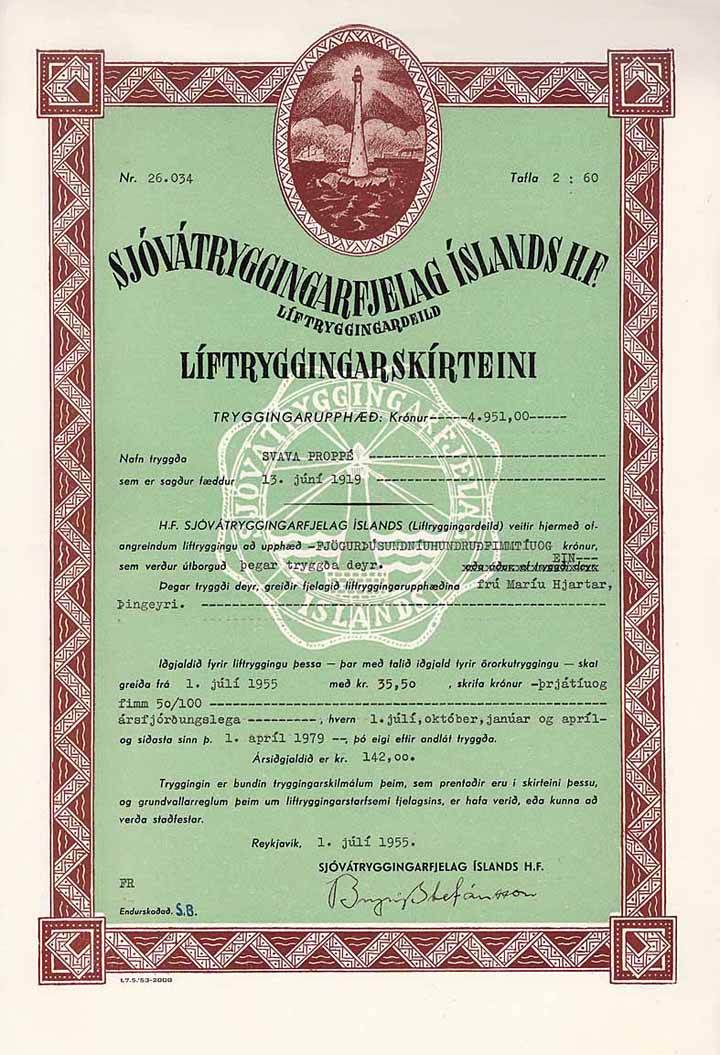 Nr. 26.034
Tafla 2 : 60
SJÓVÁTRYGGINGARFJELAG ÍSLANDS H.F.
LÍFTRYGGINGARDEILD
LÍFTRYGGINGARSKÍRTEINI
TRYGGINGARUPPHÆÐ: Krónur-----4.951,00-----
Nafn tryggða SVAVA PROPPÉ
sem er sagður fæddur 13. júní 1919
H.F. SJÓVÁTRYGGINGARFJELAG ÍSLANDS (Líftryggingardeild) veitir hjermeð of-
angreindum líftryggingu að upphæð -FJÖGURÞÚSUNDNÍUHUNDRUÐFIMMTÍUOG krónur,
EIN---
sem verður útborguð þegar tryggða deyr.
Þegar tryggði deyr, greiðir fjelagið líftryggingarupphæðina frú Maríu Hjartar,
Þingeyri.
Iðgjaldið fyrir líftryggingu þessa — þar með talið iðgjald fyrir örorkutryggingu — skal
greiða frá 1. júlí 1955 með kr. 35,50 , skrifa krónur -þrjátíuog
fimm 50/100
ársfjórðungslega ----------, hvern 1.júlí,október,janúar og apríl-
og síðasta sinn þ. 1. apríl 1979 --, þó eigi eftir andlát tryggða.
Ársiðgjaldið er kr. 142,oo.
Tryggingin er bundin tryggingarskilmálum þeim, sem prentaðir eru í skírteini þessu,
og grundvallarreglum þeim um líftryggingarstarfsemi fjelagsins, er hafa verið, eða kunna að
verða staðfestar.
Reykjavík, 1. júlí 1955.
SJÓVÁTRYGGINGARFJELAG ÍSLANDS H.F.
FR
Endurskoðað. S.B.
L7.5.'53-2000
SJÓVÁTRYGGINGARFJELAG
ÍSLANDS